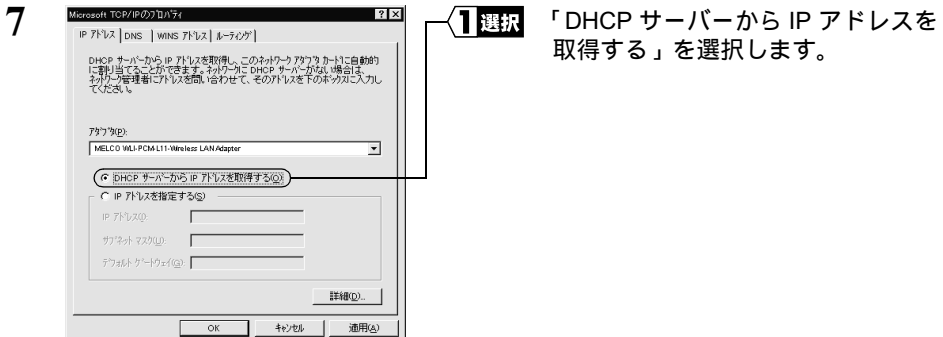 7
Microsoft TCP/IPのプロパティ
IP アドレス DNS WINS アドレス ルーティング
DHCP サーバーから IP アドレスを取得し、このネットワーク アダプタ カードに自動的
に割り当てることができます。ネットワークに DHCP サーバーがない場合は、
ネットワーク管理者にアドレスを問い合わせて、そのアドレスを下のボックスに入力し
てください。
アダプタ(P):
MELCO WLI-PCM-L11-Wireless LAN Adapter
DHCP サーバーから IP アドレスを取得する(O)
IP アドレスを指定する(S)
IP アドレス(I):
サブネット マスク(U):
デフォルト ゲートウェイ(G):
詳細(D)...
OK キャンセル 適用(A)
1 選択
「DHCP サーバーから IP アドレスを
取得する」を選択します。